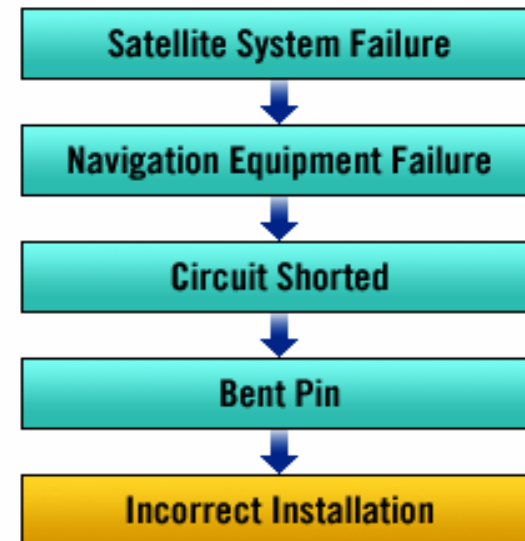 Satellite System Failure
Navigation Equipment Failure
Circuit Shorted
Bent Pin
Incorrect Installation